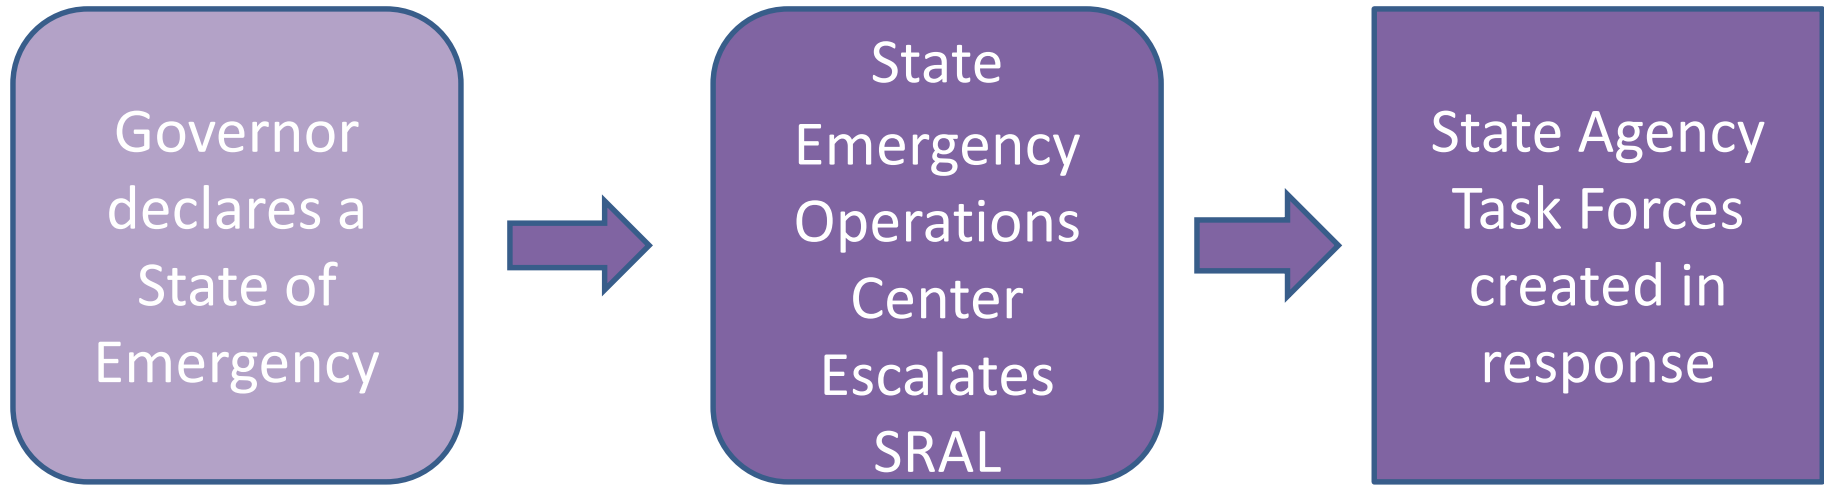 Governor
declares a
State of
Emergency
State
Emergency
Operations
Center
Escalates
SRAL
State Agency
Task Forces
created in
response